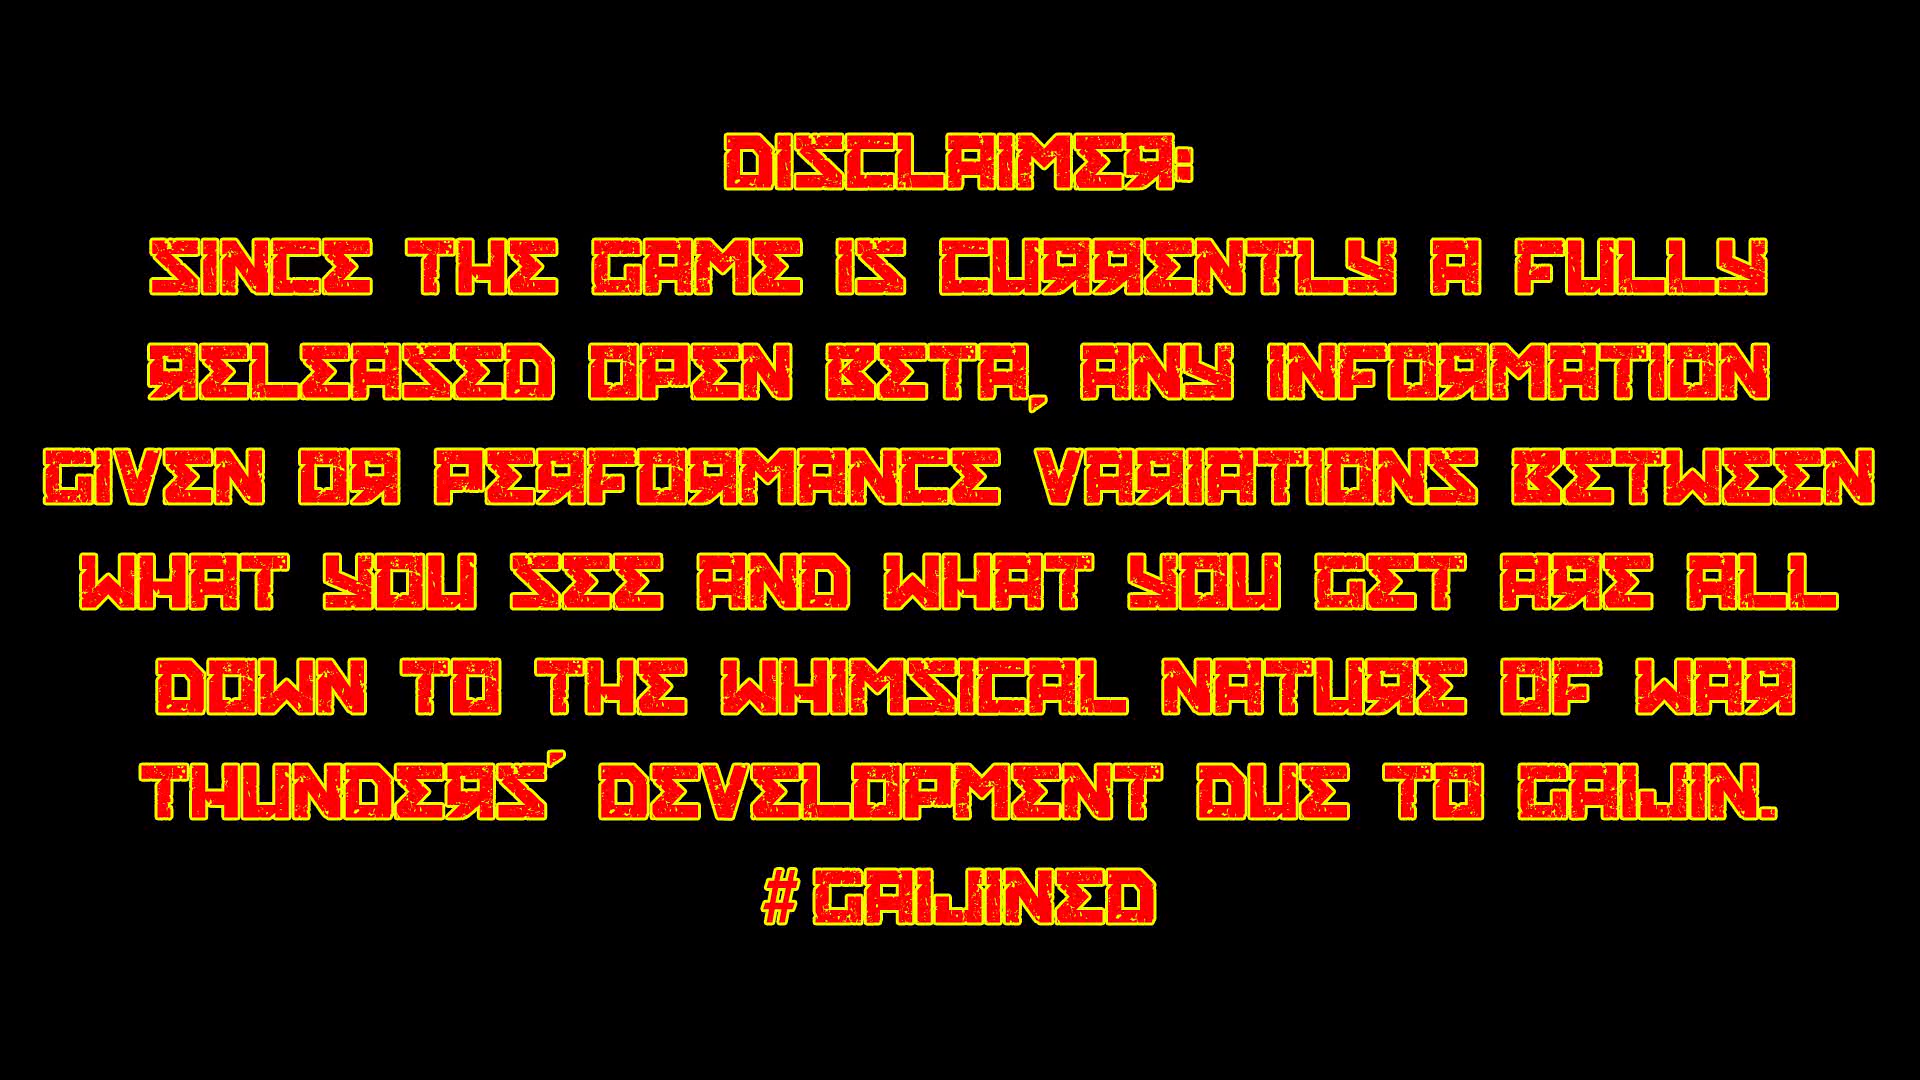 DISCLAIMER:
SINCE THE GAME IS CURRENTLY A FULLY
RELEASED OPEN BETA, ANY INFORMATION
GIVEN OR PERFORMANCE VARIATIONS BETWEEN
WHAT YOU SEE AND WHAT YOU GET ARE ALL
DOWN TO THE WHIMSICAL NATURE OF WAR
THUNDERS' DEVELOPMENT DUE TO GAIJIN.
#GAIJINED